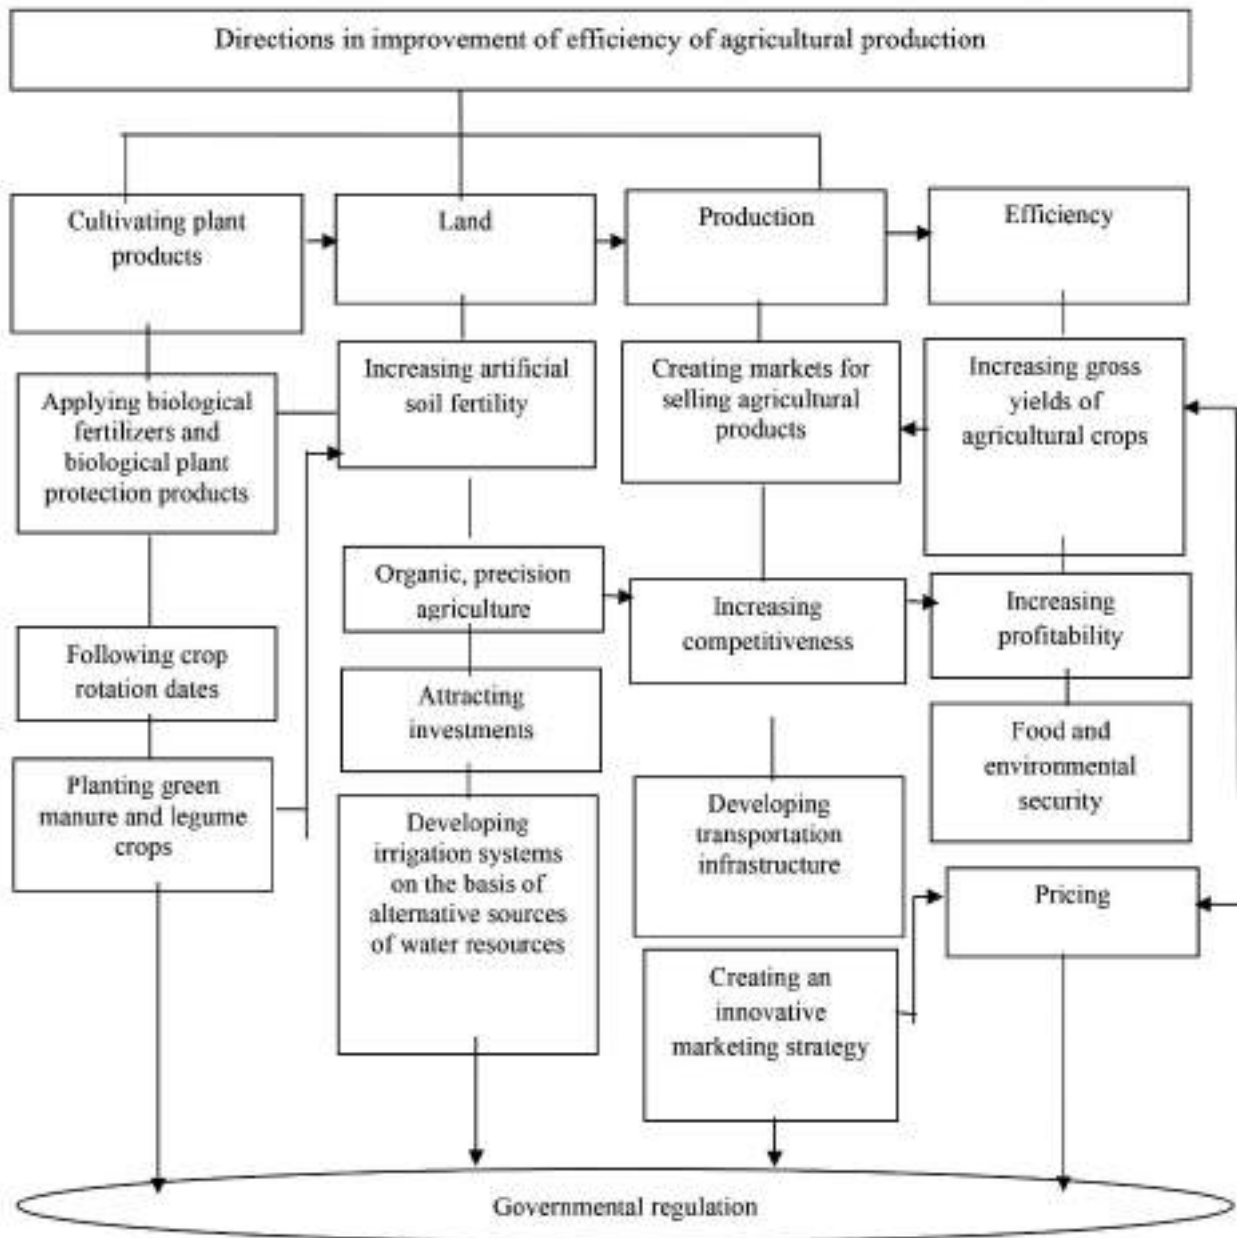 Directions in improvement of efficiency of agricultural production
Cultivating plant
products
Land
Production
Efficiency
Applying biological
fertilizers and
biological plant
protection products
Increasing artificial
soil fertility
Creating markets for
selling agricultural
products
Increasing gross
yields of
agricultural crops
Organic, precision
agriculture
Increasing
competitiveness
Increasing
profitability
Following crop
rotation dates
Attracting
investments
Food and
environmental
security
Planting green
manure and legume
crops
Developing
irrigation systems
on the basis of
alternative sources
of water resources
Developing
transportation
infrastructure
Pricing
Creating an
innovative
marketing strategy
Governmental regulation